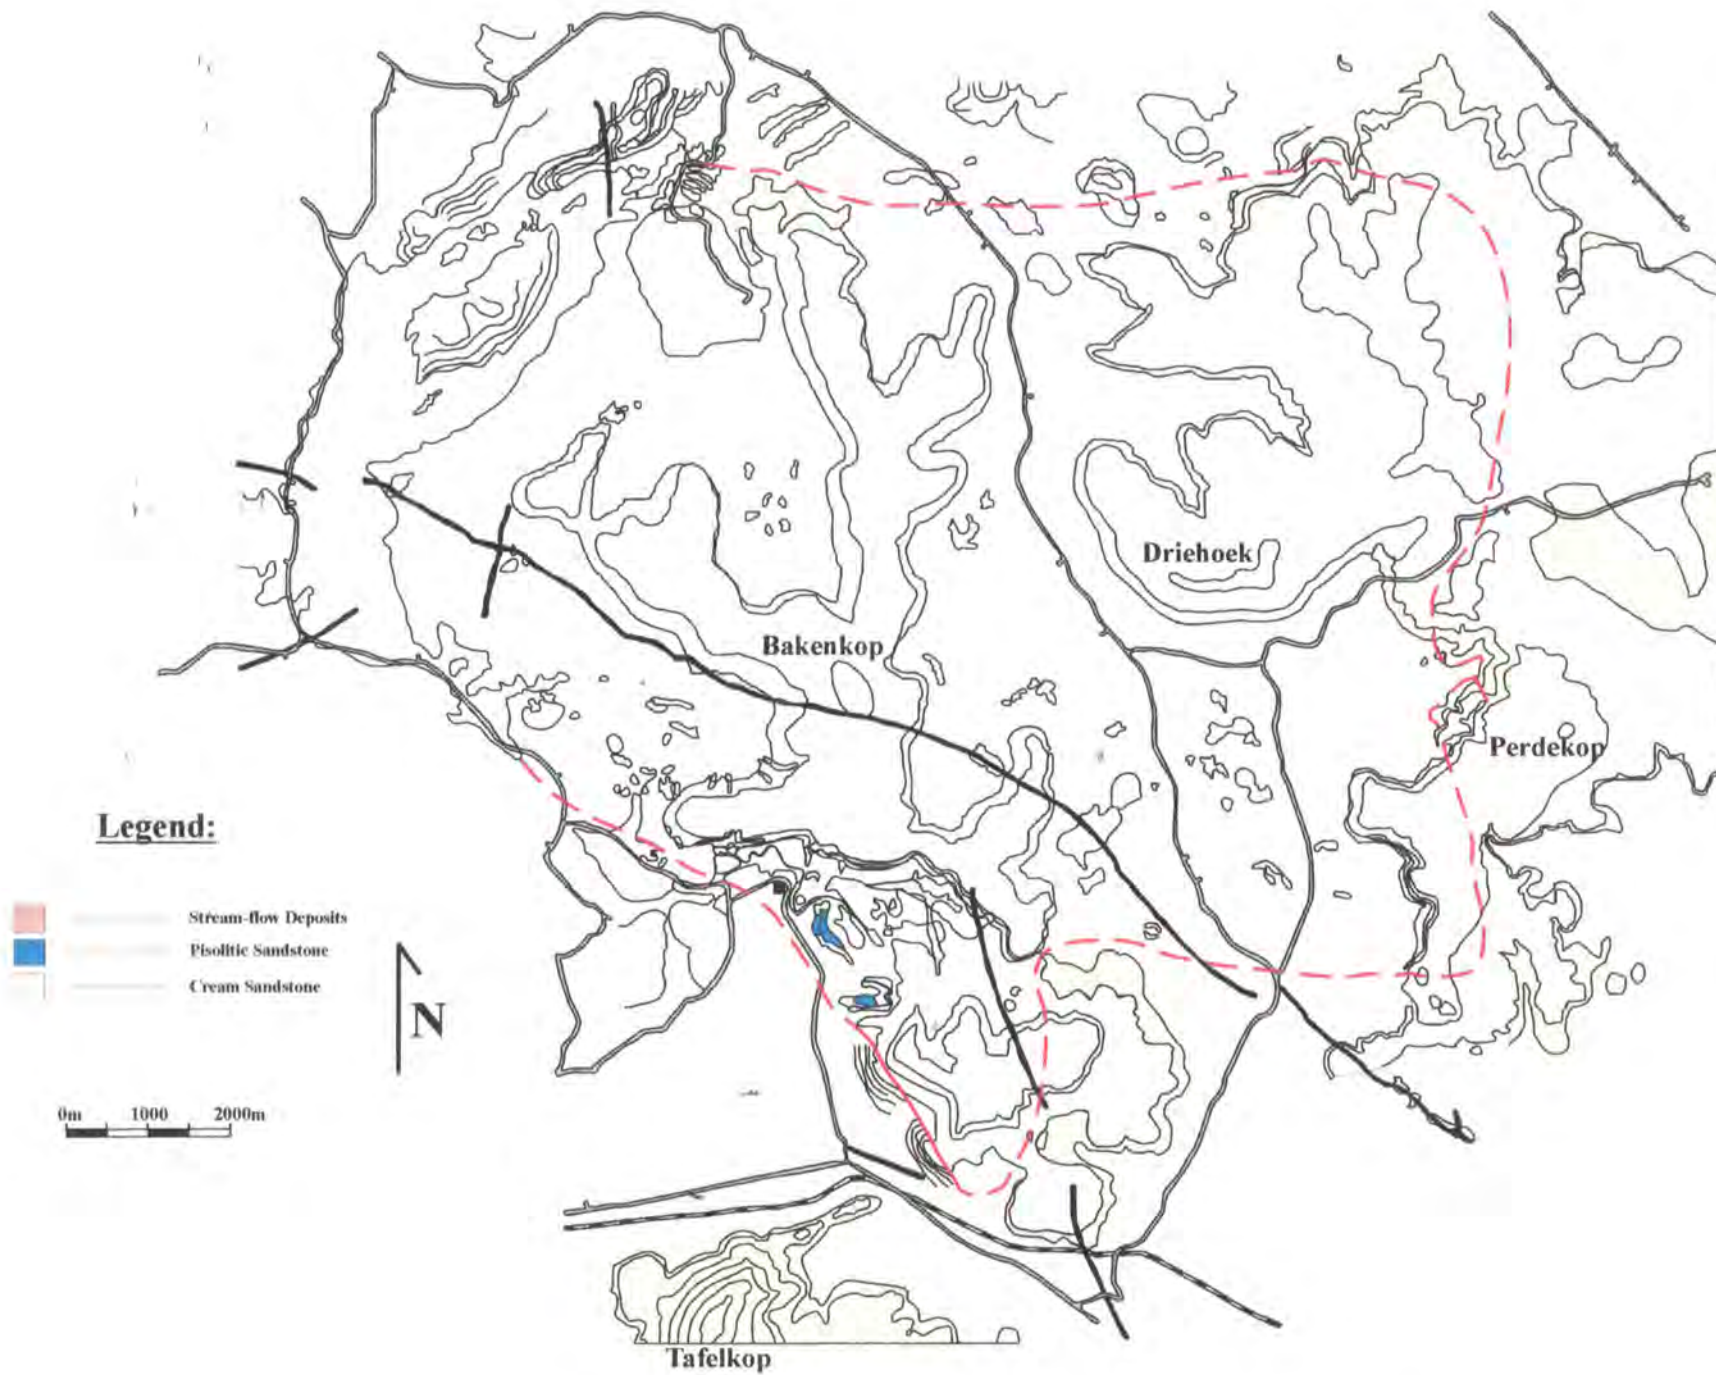 Driehoek
Bakenkop
Perdekop
Legend:
Stream-flow Deposits
Pisolitic Sandstone
Cream Sandstone
N
0m 1000 2000m
Tafelkop